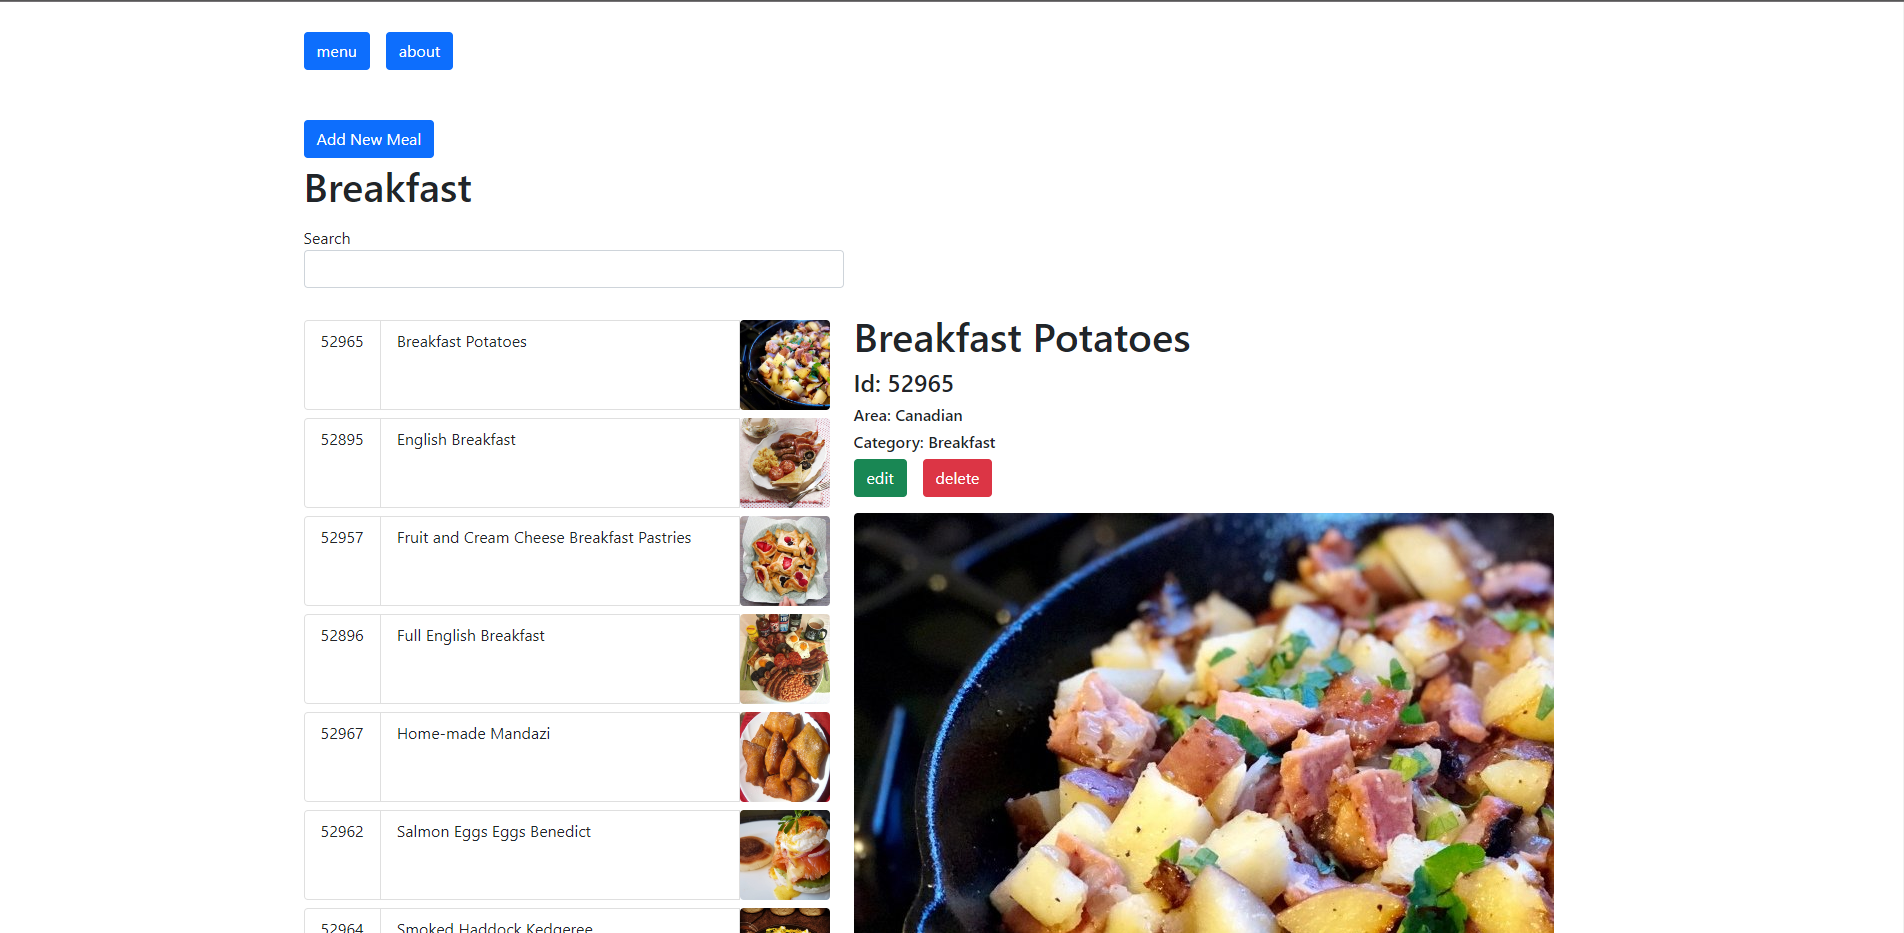 menu about
Add New Meal
Breakfast
Search
52965 Breakfast Potatoes
52895 English Breakfast
52957 Fruit and Cream Cheese Breakfast Pastries
52896 Full English Breakfast
52967 Home-made Mandazi
52962 Salmon Eggs Eggs Benedict
52964 Smoked Haddock Kedgeree
Breakfast Potatoes
Id: 52965
Area: Canadian
Category: Breakfast
edit delete